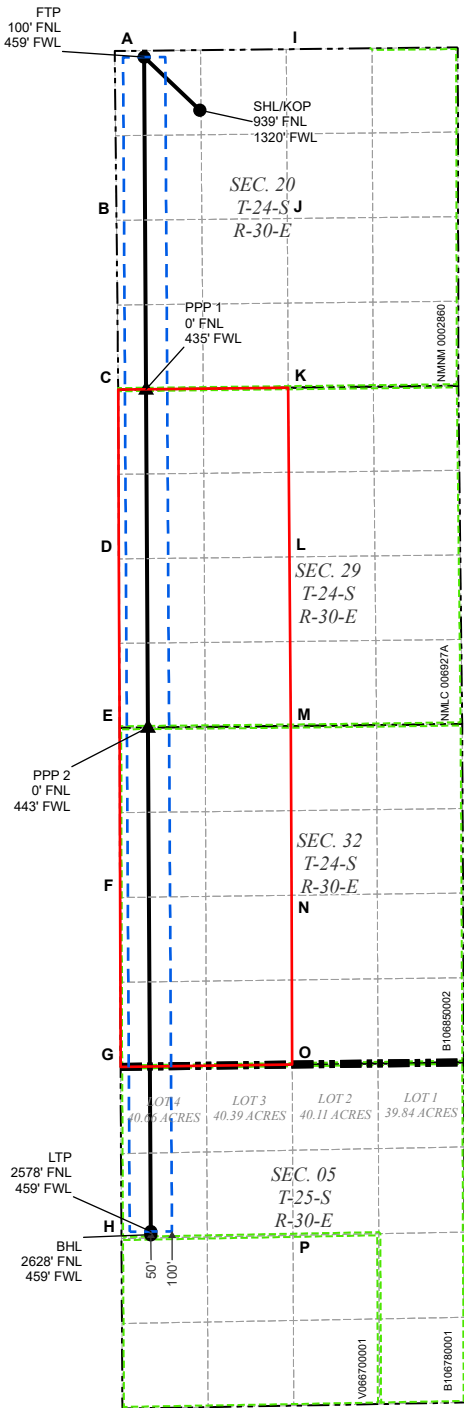 FTP
100' FNL
459' FWL
A
I
SHL/KOP
939' FNL
1320' FWL
SEC. 20
T-24-S
R-30-E
B
J
PPP 1
0' FNL
435' FWL
NMNM 0002860
C
K
D
L
SEC. 29
T-24-S
R-30-E
NMLC 006927A
E
M
PPP 2
0' FNL
443' FWL
SEC. 32
T-24-S
R-30-E
F
N
B106850002
G
O
LOT 4
40.66 ACRES
LOT 3
40.39 ACRES
LOT 2
40.11 ACRES
LOT 1
39.84 ACRES
LTP
2578' FNL
459' FWL
SEC. 05
T-25-S
R-30-E
H
P
BHL
2628' FNL
459' FWL
50'
100'
V066700001
B106780001